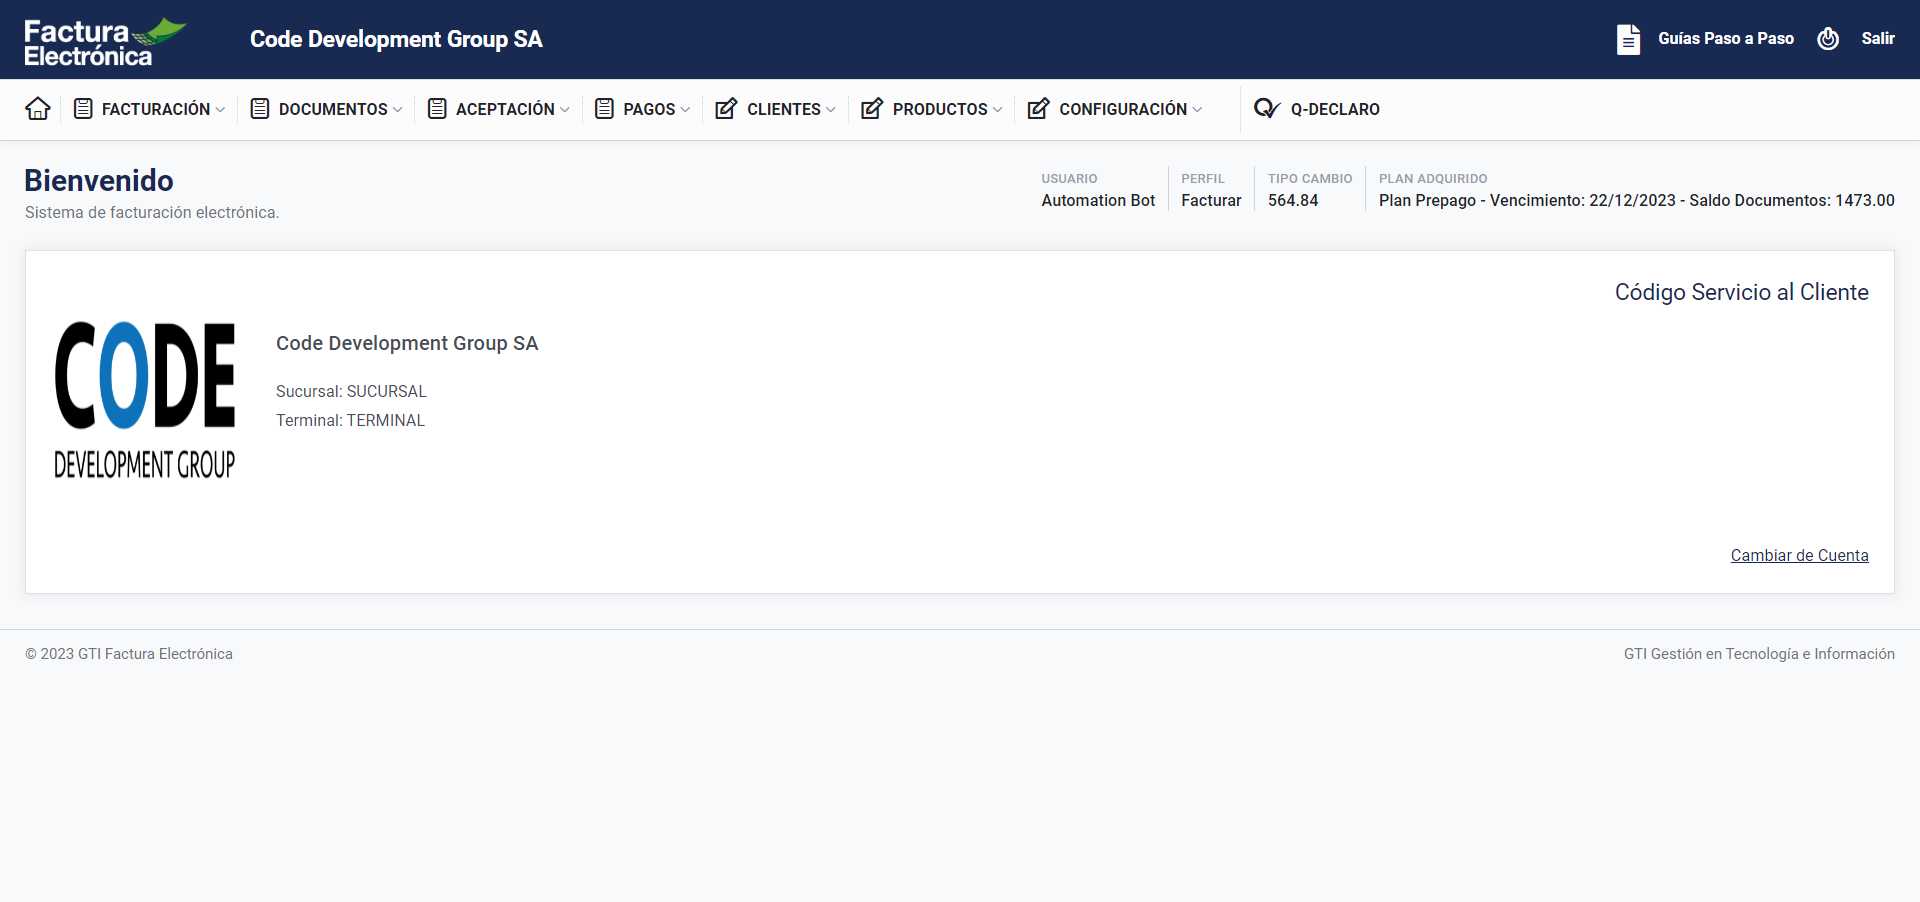 Factura
Electrónica
Code Development Group SA
Guías Paso a Paso
Salir
FACTURACIÓN
DOCUMENTOS
ACEPTACIÓN
PAGOS
CLIENTES
PRODUCTOS
CONFIGURACIÓN
Q-DECLARO
Bienvenido
Sistema de facturación electrónica.
USUARIO
Automation Bot
PERFIL
Facturar
TIPO CAMBIO
564.84
PLAN ADQUIRIDO
Plan Prepago - Vencimiento: 22/12/2023 - Saldo Documentos: 1473.00
Código Servicio al Cliente
CODE
DEVELOPMENT GROUP
Code Development Group SA
Sucursal: SUCURSAL
Terminal: TERMINAL
Cambiar de Cuenta
© 2023 GTI Factura Electrónica
GTI Gestión en Tecnología e Información